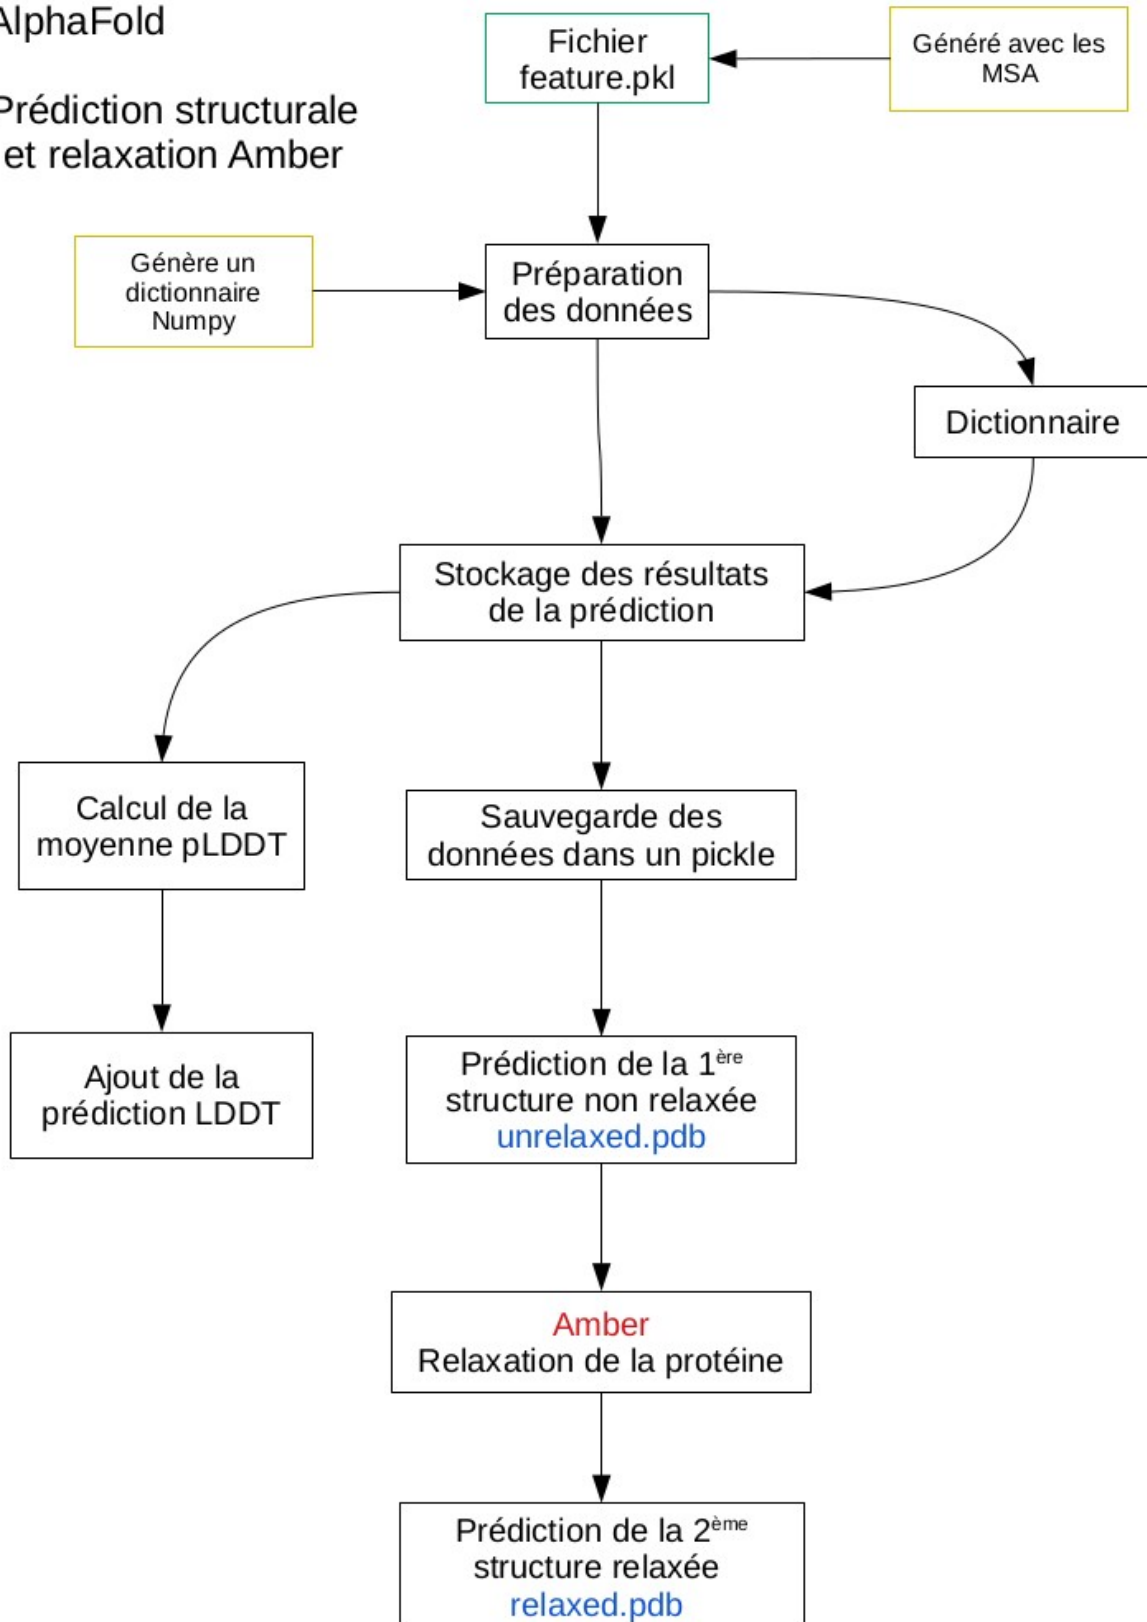 AlphaFold
Prédiction structurale
et relaxation Amber
Fichier
feature.pkl
Généré avec les
MSA
Génère un
dictionnaire
Numpy
Préparation
des données
Dictionnaire
Stockage des résultats
de la prédiction
Calcul de la
moyenne pLDDT
Sauvegarde des
données dans un pickle
Ajout de la
prédiction LDDT
Prédiction de la 1ère
structure non relaxée
unrelaxed.pdb
Amber
Relaxation de la protéine
Prédiction de la 2ème
structure relaxée
relaxed.pdb